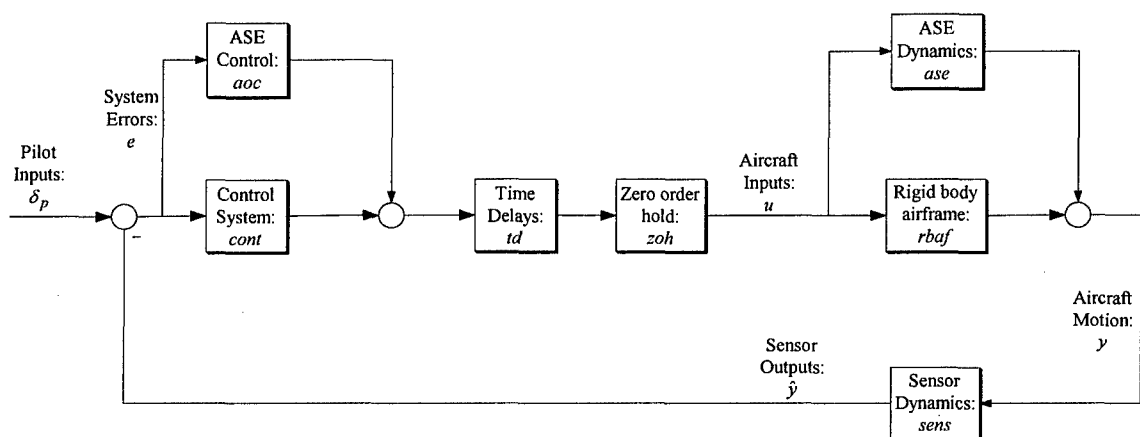 ASE
Control:
aoc
ASE
Dynamics:
ase
System
Errors:
e
Pilot
Inputs:
δp
-
Control
System:
cont
Time
Delays:
td
Zero order
hold:
zoh
Aircraft
Inputs:
u
Rigid body
airframe:
rbaf
Aircraft
Motion:
y
Sensor
Outputs:
ŷ
Sensor
Dynamics:
sens